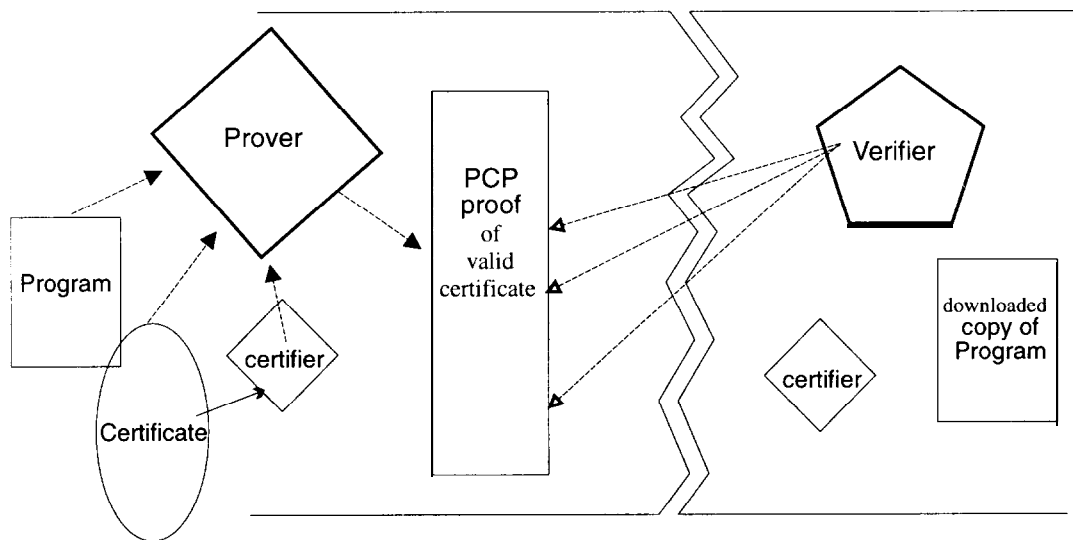 Prover
Program
Certificate
certifier
PCP
proof
of
valid
certificate
Verifier
certifier
downloaded
copy of
Program